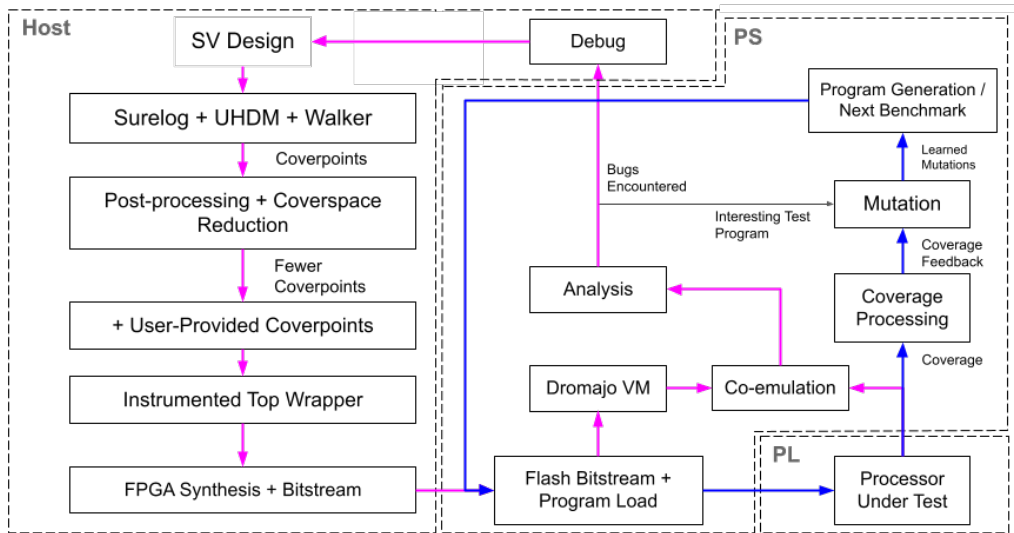 Host
SV Design
Debug
PS
Surelog + UHDM + Walker
Program Generation /
Next Benchmark
Coverpoints
Learned
Mutations
Bugs
Encountered
Post-processing + Coverspace
Reduction
Mutation
Interesting Test
Program
Fewer
Coverpoints
Coverage
Feedback
Analysis
Coverage
Processing
+ User-Provided Coverpoints
Coverage
Instrumented Top Wrapper
Dromajo VM
Co-emulation
PL
FPGA Synthesis + Bitstream
Flash Bitstream +
Program Load
Processor
Under Test